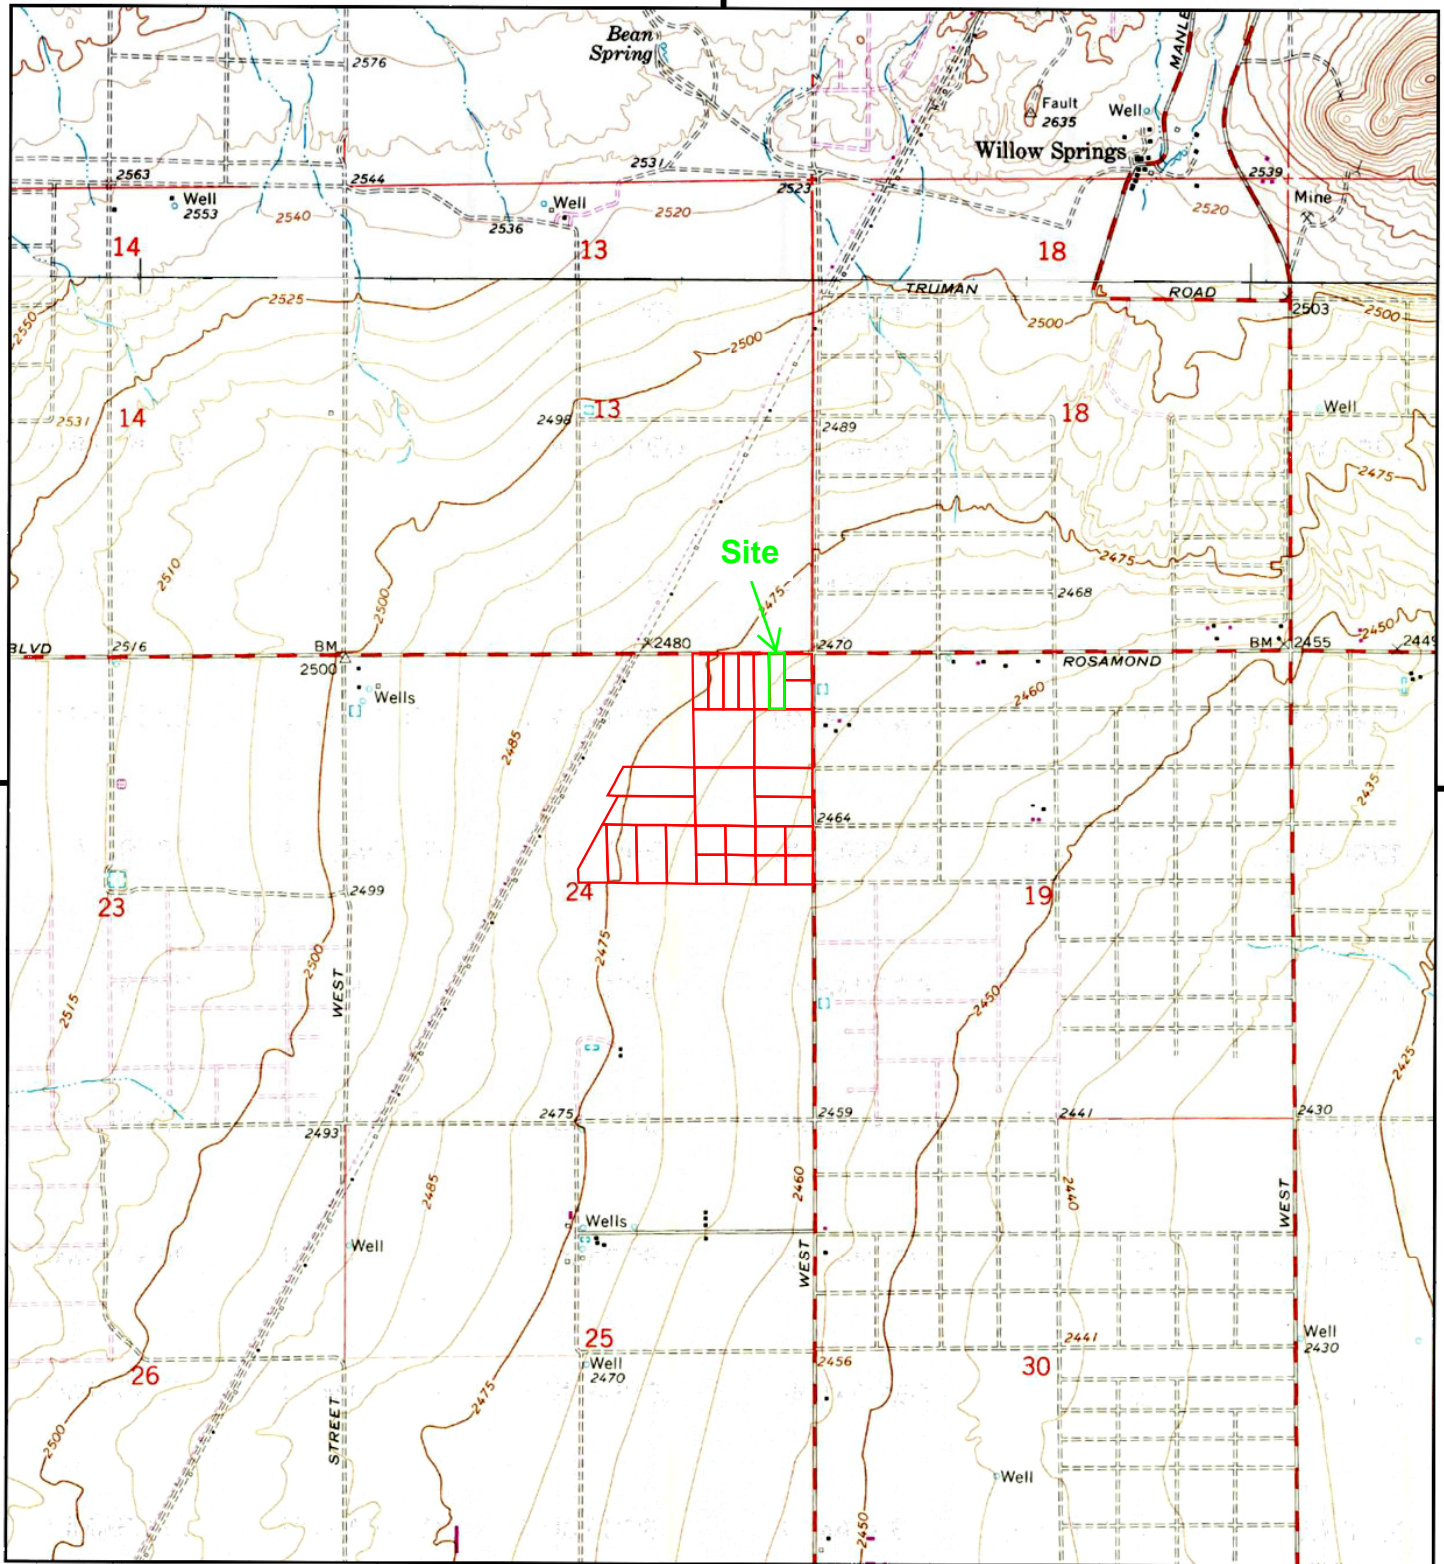 Bean
Spring
MANLE
2576
Fault
2635
Well
Willow Springs
2531
2563
2544
2523
2539
Well
2553
2540
Well
2536
2520
2520
Mine
14
13
18
TRUMAN
ROAD
2525
2503
2550
2500
2500
2500
2531
14
2498
13
2489
18
Well
2475
2510
Site
2475
2500
2475
2468
2450
BLVD
2516
BM
2500
2480
2470
ROSAMOND
BM
2455
2449
Wells
2460
2485
2435
2464
2499
23
24
19
2475
2500
WEST
2515
2450
2425
2475
2459
2441
2430
2493
2485
2460
2440
WEST
Wells
Well
WEST
25
2441
Well
2430
26
Well
2470
2456
30
2475
STREET
2500
Well
2450